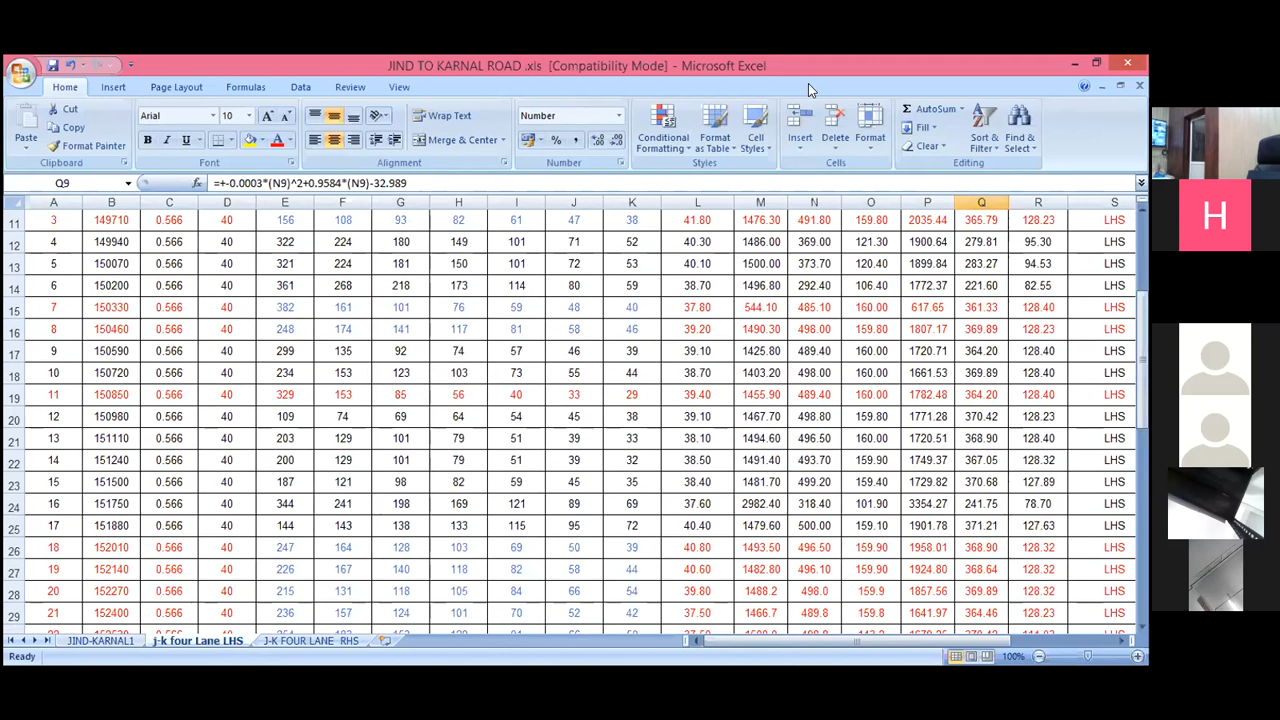 JIND TO KARNAL ROAD .xls [Compatibility Mode] - Microsoft Excel
Home Insert Page Layout Formulas Data Review View
Cut
Copy
Format Painter
Paste
Clipboard
Arial 10
B I U
Font
Wrap Text
Merge & Center
Alignment
Number
Number
Conditional Formatting
Format as Table
Cell Styles
Styles
Insert Delete Format
Cells
AutoSum
Fill
Clear
Sort & Filter
Find & Select
Editing
Q9 fx =+-0.0003*(N9)^2+0.9584*(N9)-32.989
A B C D E F G H I J K L M N O P Q R S
11 3 149710 0.566 40 156 108 93 82 61 47 38 41.80 1476.30 491.80 159.80 2035.44 365.79 128.23 LHS
12 4 149940 0.566 40 322 224 180 149 101 71 52 40.30 1486.00 369.00 121.30 1900.64 279.81 95.30 LHS
13 5 150070 0.566 40 321 224 181 150 101 72 53 40.10 1500.00 373.70 120.40 1899.84 283.27 94.53 LHS
14 6 150200 0.566 40 361 268 218 173 114 80 59 38.70 1496.80 292.40 106.40 1772.37 221.60 82.55 LHS
15 7 150330 0.566 40 382 161 101 76 59 48 40 37.80 544.10 485.10 160.00 617.65 361.33 128.40 LHS
16 8 150460 0.566 40 248 174 141 117 81 58 46 39.20 1490.30 498.00 159.80 1807.17 369.89 128.23 LHS
17 9 150590 0.566 40 299 135 92 74 57 46 39 39.10 1425.80 489.40 160.00 1720.71 364.20 128.40 LHS
18 10 150720 0.566 40 234 153 123 103 73 55 44 38.70 1403.20 498.00 160.00 1661.53 369.89 128.40 LHS
19 11 150850 0.566 40 329 153 85 56 40 33 29 39.40 1455.90 489.40 160.00 1782.48 364.20 128.40 LHS
20 12 150980 0.566 40 109 74 69 64 54 45 38 39.10 1467.70 498.80 159.80 1771.28 370.42 128.23 LHS
21 13 151110 0.566 40 203 129 101 79 51 39 33 38.10 1494.60 496.50 160.00 1720.51 368.90 128.40 LHS
22 14 151240 0.566 40 200 129 101 79 51 39 32 38.40 1491.40 493.70 159.90 1749.37 367.05 128.32 LHS
23 15 151500 0.566 40 187 121 98 82 59 45 35 38.40 1481.70 499.20 159.40 1729.82 370.68 127.89 LHS
24 16 151750 0.566 40 344 241 198 169 121 89 69 37.60 2982.40 318.40 101.90 3354.27 241.75 78.70 LHS
25 17 151880 0.566 40 144 143 138 133 115 95 72 40.40 1479.60 500.00 159.10 1901.78 371.21 127.63 LHS
26 18 152010 0.566 40 247 164 128 103 69 50 39 40.80 1493.50 496.50 159.90 1958.01 368.90 128.32 LHS
27 19 152140 0.566 40 226 167 140 118 82 58 44 40.60 1482.80 496.10 159.90 1924.80 368.64 128.32 LHS
28 20 152270 0.566 40 215 131 118 105 84 66 54 39.80 1488.2 498.0 159.9 1857.56 369.89 128.32 LHS
29 21 152400 0.566 40 236 157 124 101 70 52 42 37.50 1466.7 489.8 159.8 1641.97 364.46 128.23 LHS
JIND-KARNAL1 j-k four Lane LHS J-K FOUR LANE RHS
Ready 100%
H